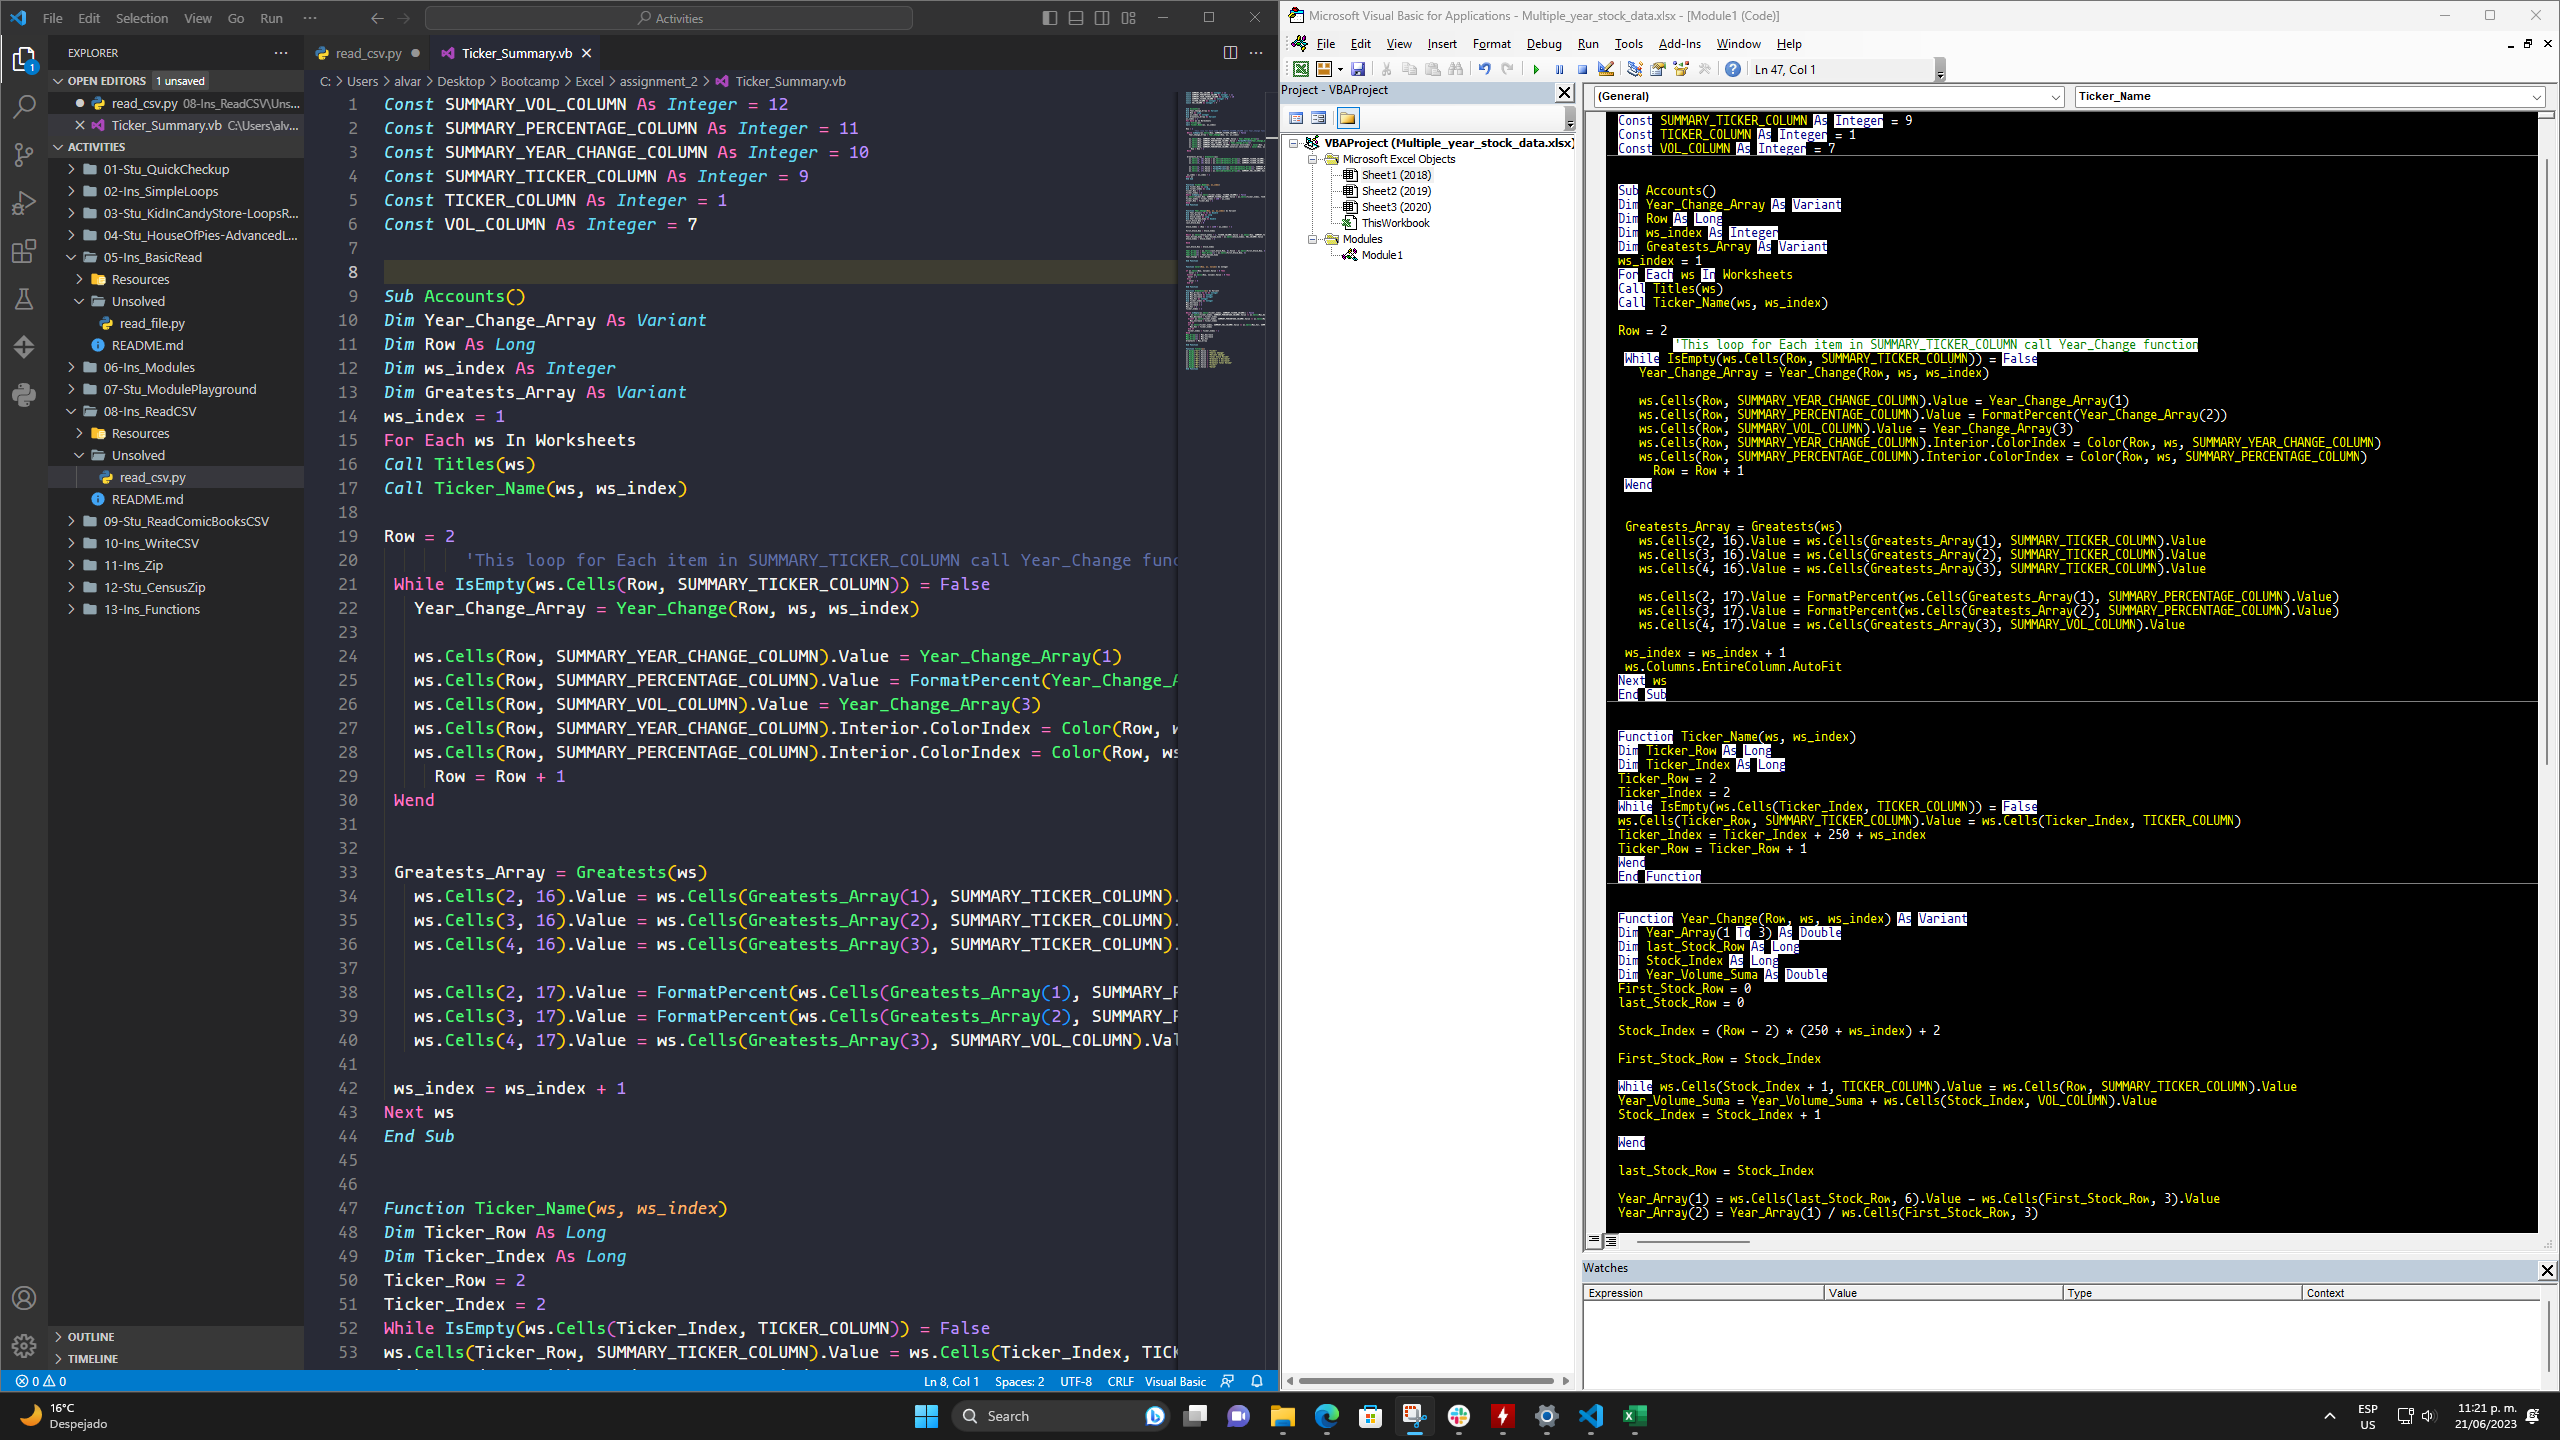 File Edit Selection View Go Run ···
Activities
EXPLORER ···
OPEN EDITORS 1 unsaved
read_csv.py 08-Ins_ReadCSV\Uns...
Ticker_Summary.vb C:\Users\alv...
ACTIVITIES
01-Stu_QuickCheckup
02-Ins_SimpleLoops
03-Stu_KidInCandyStore-LoopsR...
04-Stu_HouseOfPies-AdvancedL...
05-Ins_BasicRead
Resources
Unsolved
read_file.py
README.md
06-Ins_Modules
07-Stu_ModulePlayground
08-Ins_ReadCSV
Resources
Unsolved
read_csv.py
README.md
09-Stu_ReadComicBooksCSV
10-Ins_WriteCSV
11-Ins_Zip
12-Stu_CensusZip
13-Ins_Functions
OUTLINE
TIMELINE
read_csv.py Ticker_Summary.vb
C: > Users > alvar > Desktop > Bootcamp > Excel > assignment_2 > Ticker_Summary.vb
1 Const SUMMARY_VOL_COLUMN As Integer = 12
2 Const SUMMARY_PERCENTAGE_COLUMN As Integer = 11
3 Const SUMMARY_YEAR_CHANGE_COLUMN As Integer = 10
4 Const SUMMARY_TICKER_COLUMN As Integer = 9
5 Const TICKER_COLUMN As Integer = 1
6 Const VOL_COLUMN As Integer = 7
7
8
9 Sub Accounts()
10 Dim Year_Change_Array As Variant
11 Dim Row As Long
12 Dim ws_index As Integer
13 Dim Greatests_Array As Variant
14 ws_index = 1
15 For Each ws In Worksheets
16 Call Titles(ws)
17 Call Ticker_Name(ws, ws_index)
18
19 Row = 2
20 'This loop for Each item in SUMMARY_TICKER_COLUMN call Year_Change func
21 While IsEmpty(ws.Cells(Row, SUMMARY_TICKER_COLUMN)) = False
22 Year_Change_Array = Year_Change(Row, ws, ws_index)
23
24 ws.Cells(Row, SUMMARY_YEAR_CHANGE_COLUMN).Value = Year_Change_Array(1)
25 ws.Cells(Row, SUMMARY_PERCENTAGE_COLUMN).Value = FormatPercent(Year_Change_A
26 ws.Cells(Row, SUMMARY_VOL_COLUMN).Value = Year_Change_Array(3)
27 ws.Cells(Row, SUMMARY_YEAR_CHANGE_COLUMN).Interior.ColorIndex = Color(Row, w
28 ws.Cells(Row, SUMMARY_PERCENTAGE_COLUMN).Interior.ColorIndex = Color(Row, ws
29 Row = Row + 1
30 Wend
31
32
33 Greatests_Array = Greatests(ws)
34 ws.Cells(2, 16).Value = ws.Cells(Greatests_Array(1), SUMMARY_TICKER_COLUMN).
35 ws.Cells(3, 16).Value = ws.Cells(Greatests_Array(2), SUMMARY_TICKER_COLUMN).
36 ws.Cells(4, 16).Value = ws.Cells(Greatests_Array(3), SUMMARY_TICKER_COLUMN).
37
38 ws.Cells(2, 17).Value = FormatPercent(ws.Cells(Greatests_Array(1), SUMMARY_P
39 ws.Cells(3, 17).Value = FormatPercent(ws.Cells(Greatests_Array(2), SUMMARY_P
40 ws.Cells(4, 17).Value = ws.Cells(Greatests_Array(3), SUMMARY_VOL_COLUMN).Val
41
42 ws_index = ws_index + 1
43 Next ws
44 End Sub
45
46
47 Function Ticker_Name(ws, ws_index)
48 Dim Ticker_Row As Long
49 Dim Ticker_Index As Long
50 Ticker_Row = 2
51 Ticker_Index = 2
52 While IsEmpty(ws.Cells(Ticker_Index, TICKER_COLUMN)) = False
53 ws.Cells(Ticker_Row, SUMMARY_TICKER_COLUMN).Value = ws.Cells(Ticker_Index, TICK
0 0 Ln 8, Col 1 Spaces: 2 UTF-8 CRLF Visual Basic
Microsoft Visual Basic for Applications - Multiple_year_stock_data.xlsx - [Module1 (Code)]
File Edit View Insert Format Debug Run Tools Add-Ins Window Help
Ln 47, Col 1
Project - VBAProject
VBAProject (Multiple_year_stock_data.xlsx)
Microsoft Excel Objects
Sheet1 (2018)
Sheet2 (2019)
Sheet3 (2020)
ThisWorkbook
Modules
Module1
(General) Ticker_Name
Const SUMMARY_TICKER_COLUMN As Integer = 9
Const TICKER_COLUMN As Integer = 1
Const VOL_COLUMN As Integer = 7
Sub Accounts()
Dim Year_Change_Array As Variant
Dim Row As Long
Dim ws_index As Integer
Dim Greatests_Array As Variant
ws_index = 1
For Each ws In Worksheets
Call Titles(ws)
Call Ticker_Name(ws, ws_index)
Row = 2
'This loop for Each item in SUMMARY_TICKER_COLUMN call Year_Change function
While IsEmpty(ws.Cells(Row, SUMMARY_TICKER_COLUMN)) = False
Year_Change_Array = Year_Change(Row, ws, ws_index)
ws.Cells(Row, SUMMARY_YEAR_CHANGE_COLUMN).Value = Year_Change_Array(1)
ws.Cells(Row, SUMMARY_PERCENTAGE_COLUMN).Value = FormatPercent(Year_Change_Array(2))
ws.Cells(Row, SUMMARY_VOL_COLUMN).Value = Year_Change_Array(3)
ws.Cells(Row, SUMMARY_YEAR_CHANGE_COLUMN).Interior.ColorIndex = Color(Row, ws, SUMMARY_YEAR_CHANGE_COLUMN)
ws.Cells(Row, SUMMARY_PERCENTAGE_COLUMN).Interior.ColorIndex = Color(Row, ws, SUMMARY_PERCENTAGE_COLUMN)
Row = Row + 1
Wend
Greatests_Array = Greatests(ws)
ws.Cells(2, 16).Value = ws.Cells(Greatests_Array(1), SUMMARY_TICKER_COLUMN).Value
ws.Cells(3, 16).Value = ws.Cells(Greatests_Array(2), SUMMARY_TICKER_COLUMN).Value
ws.Cells(4, 16).Value = ws.Cells(Greatests_Array(3), SUMMARY_TICKER_COLUMN).Value
ws.Cells(2, 17).Value = FormatPercent(ws.Cells(Greatests_Array(1), SUMMARY_PERCENTAGE_COLUMN).Value)
ws.Cells(3, 17).Value = FormatPercent(ws.Cells(Greatests_Array(2), SUMMARY_PERCENTAGE_COLUMN).Value)
ws.Cells(4, 17).Value = ws.Cells(Greatests_Array(3), SUMMARY_VOL_COLUMN).Value
ws_index = ws_index + 1
ws.Columns.EntireColumn.AutoFit
Next ws
End Sub
Function Ticker_Name(ws, ws_index)
Dim Ticker_Row As Long
Dim Ticker_Index As Long
Ticker_Row = 2
Ticker_Index = 2
While IsEmpty(ws.Cells(Ticker_Index, TICKER_COLUMN)) = False
ws.Cells(Ticker_Row, SUMMARY_TICKER_COLUMN).Value = ws.Cells(Ticker_Index, TICKER_COLUMN)
Ticker_Index = Ticker_Index + 250 + ws_index
Ticker_Row = Ticker_Row + 1
Wend
End Function
Function Year_Change(Row, ws, ws_index) As Variant
Dim Year_Array(1 To 3) As Double
Dim last_Stock_Row As Long
Dim Stock_Index As Long
Dim Year_Volume_Suma As Double
First_Stock_Row = 0
last_Stock_Row = 0
Stock_Index = (Row - 2) * (250 + ws_index) + 2
First_Stock_Row = Stock_Index
While ws.Cells(Stock_Index + 1, TICKER_COLUMN).Value = ws.Cells(Row, SUMMARY_TICKER_COLUMN).Value
Year_Volume_Suma = Year_Volume_Suma + ws.Cells(Stock_Index, VOL_COLUMN).Value
Stock_Index = Stock_Index + 1
Wend
last_Stock_Row = Stock_Index
Year_Array(1) = ws.Cells(last_Stock_Row, 6).Value - ws.Cells(First_Stock_Row, 3).Value
Year_Array(2) = Year_Array(1) / ws.Cells(First_Stock_Row, 3)
Watches
Expression Value Type Context
16°C
Despejado
Search
ESP
US
11:21 p. m.
21/06/2023